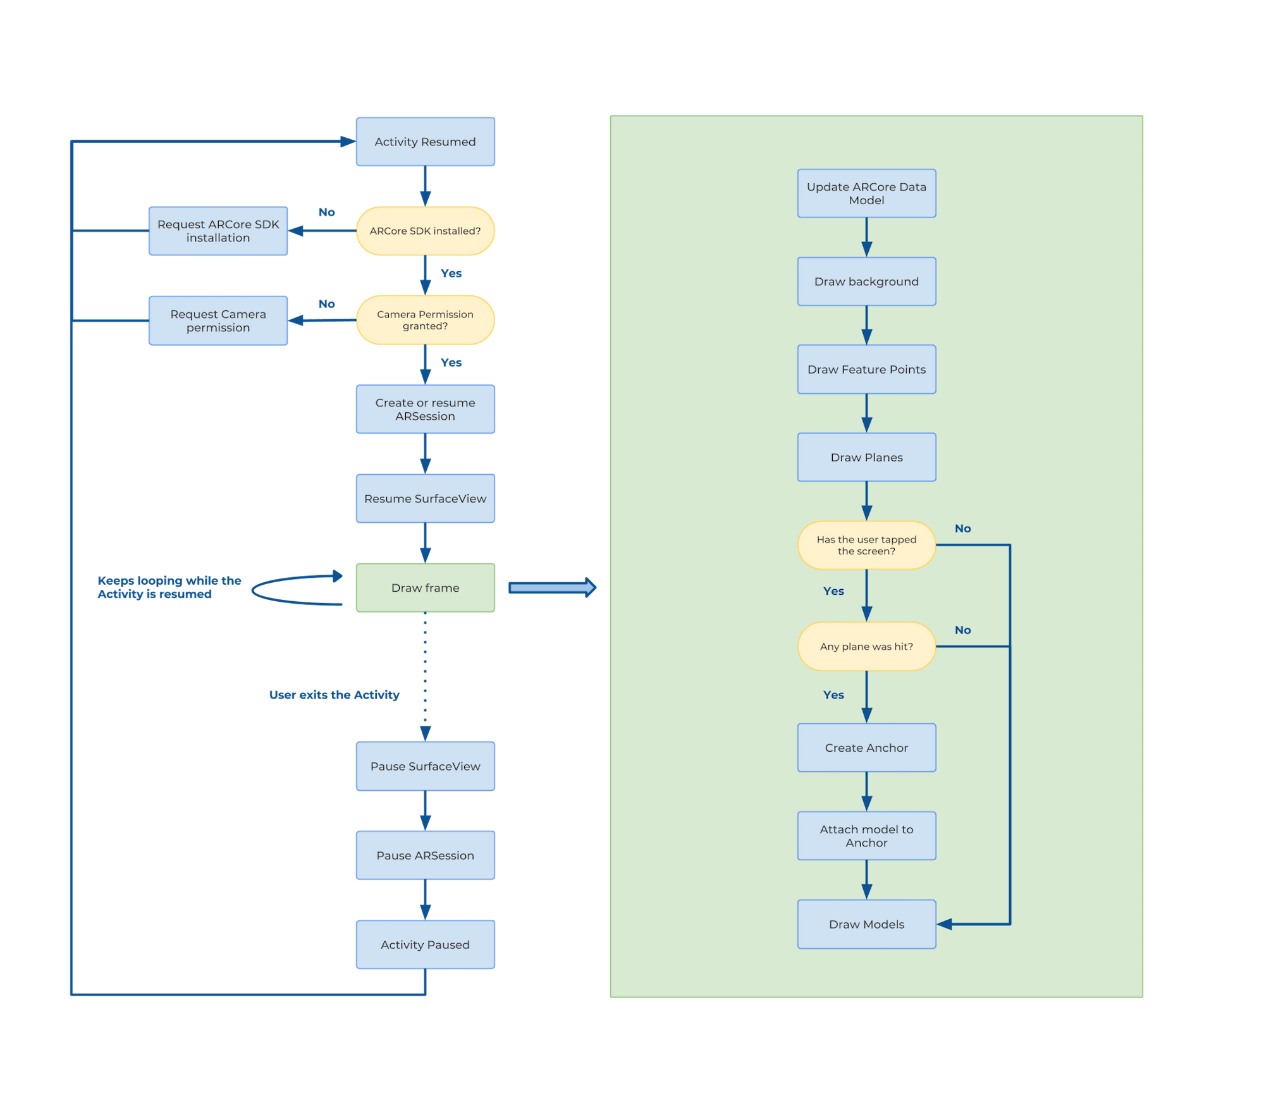 Activity Resumed
No
Request ARCore SDK
installation
ARCore SDK installed?
Yes
No
Request Camera
permission
Camera Permission
granted?
Yes
Create or resume
ARSession
Resume SurfaceView
Keeps looping while the
Activity is resumed
Draw frame
User exits the Activity
Pause SurfaceView
Pause ARSession
Activity Paused
Update ARCore Data
Model
Draw background
Draw Feature Points
Draw Planes
Has the user tapped
the screen?
No
Yes
Any plane was hit?
No
Yes
Create Anchor
Attach model to
Anchor
Draw Models